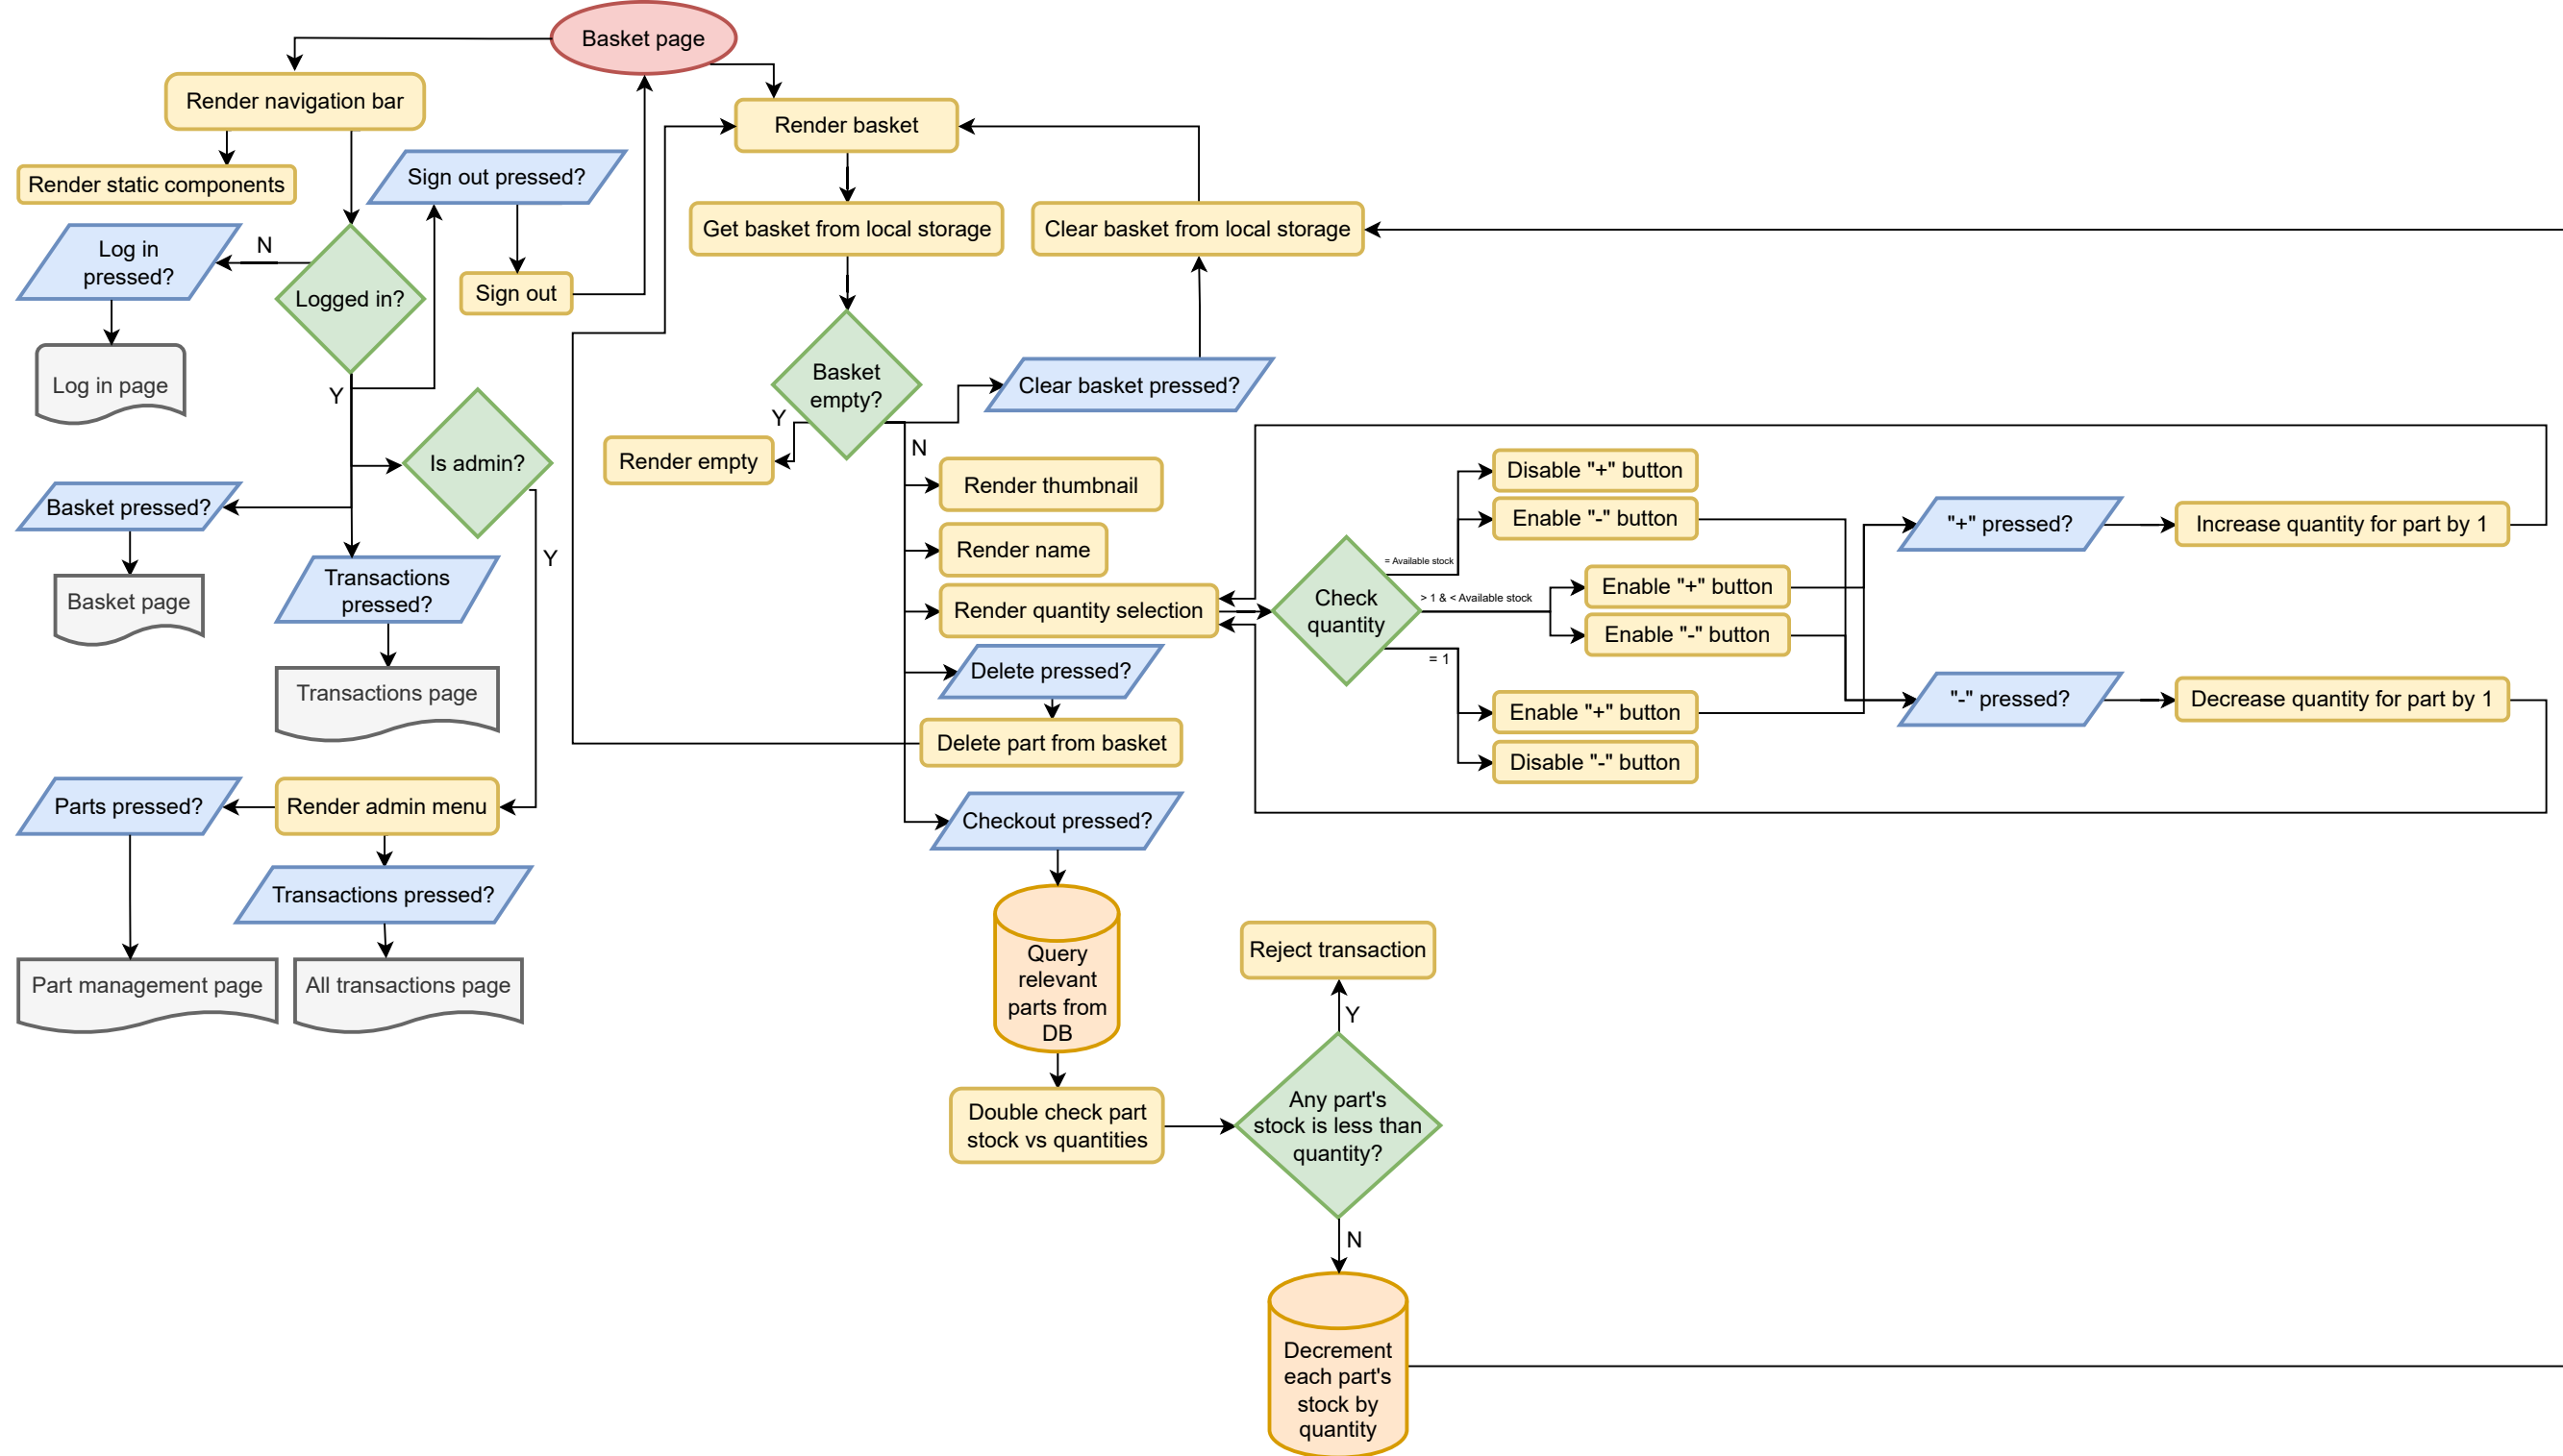 Basket page
Render navigation bar
Render basket
Render static components
Sign out pressed?
Get basket from local storage
Clear basket from local storage
Log in
pressed?
N
Logged in?
Sign out
Log in page
Y
Basket
empty?
Clear basket pressed?
Y
N
Is admin?
Render empty
Render thumbnail
Disable "+" button
Enable "-" button
"+" pressed?
Increase quantity for part by 1
Basket pressed?
Y
Render name
= Available stock
Transactions
pressed?
Basket page
Render quantity selection
Check
quantity
> 1 & < Available stock
Enable "+" button
Enable "-" button
= 1
Delete pressed?
"-" pressed?
Decrease quantity for part by 1
Transactions page
Enable "+" button
Delete part from basket
Disable "-" button
Parts pressed?
Render admin menu
Checkout pressed?
Transactions pressed?
Part management page
All transactions page
Query
relevant
parts from
DB
Reject transaction
Y
Double check part
stock vs quantities
Any part's
stock is less than
quantity?
N
Decrement
each part's
stock by
quantity